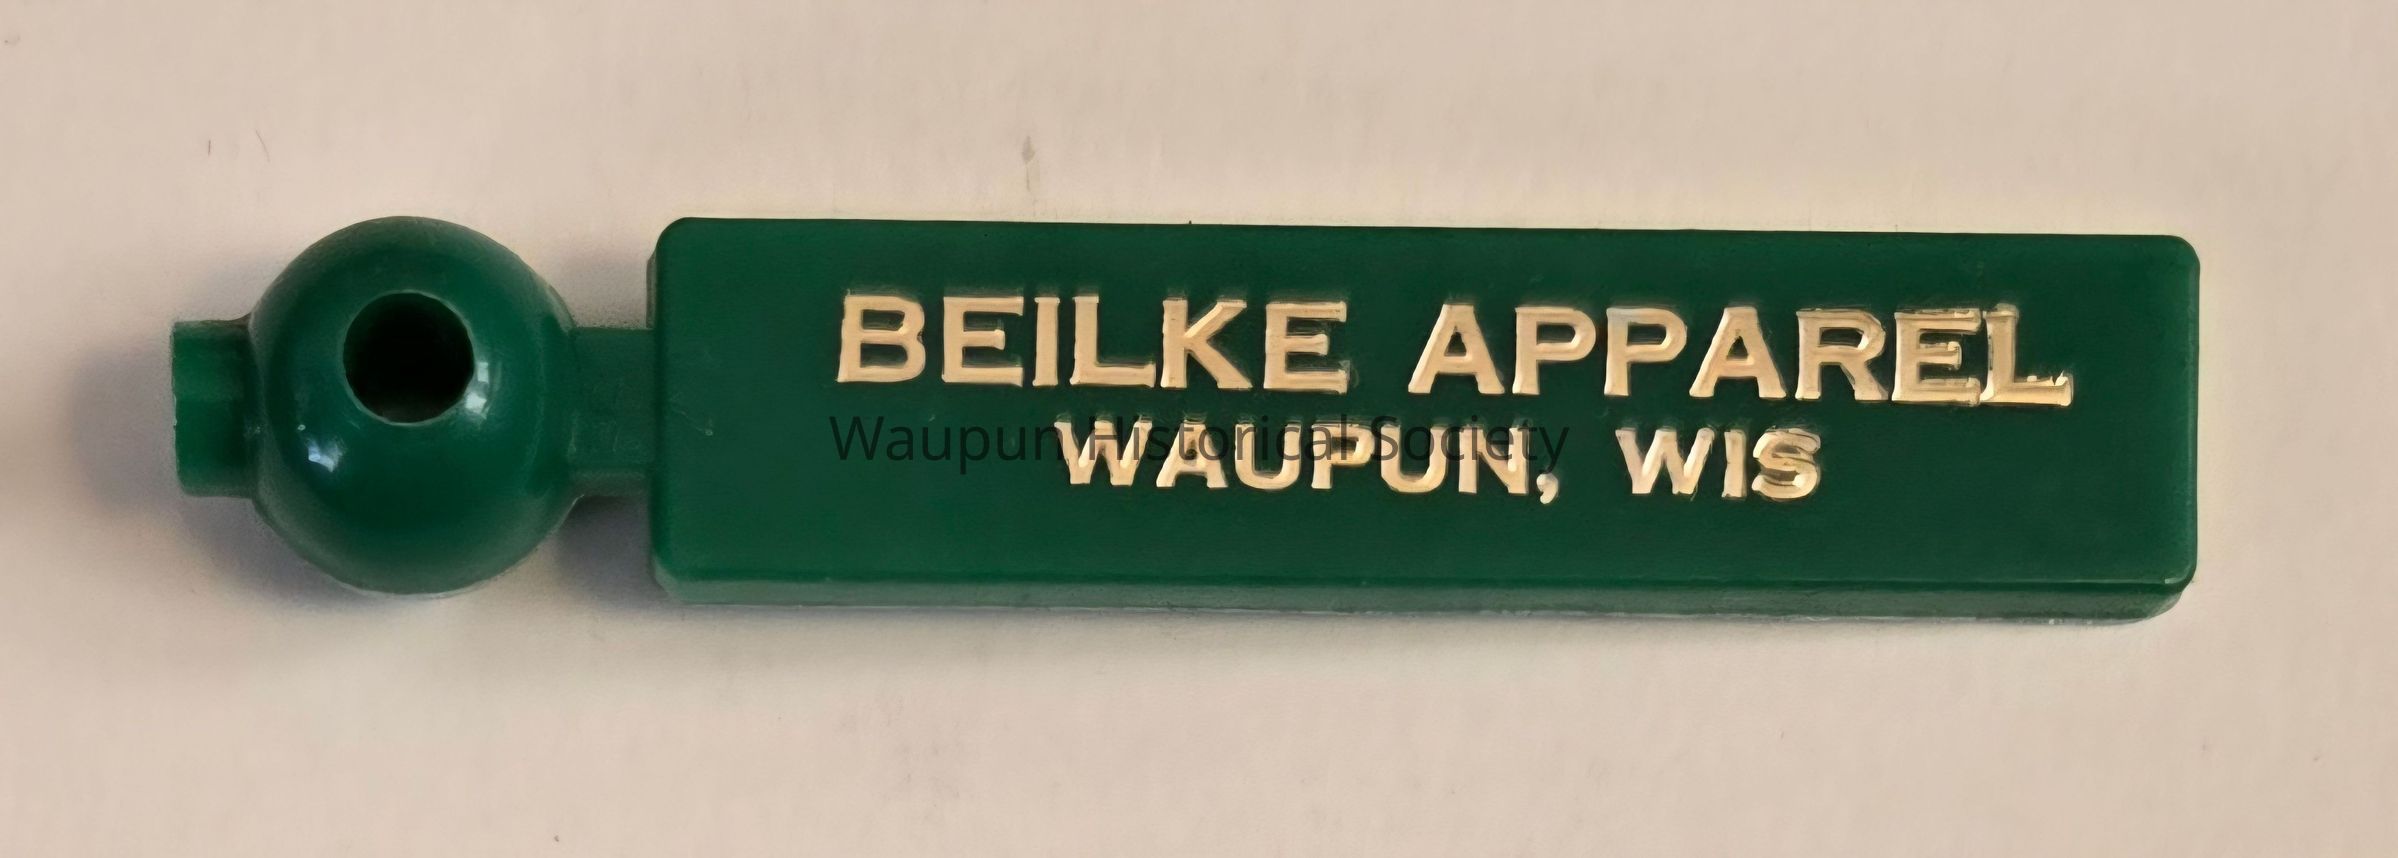 BEILKE APPAREL
Waupun Historical Society
WAUPUN, WIS